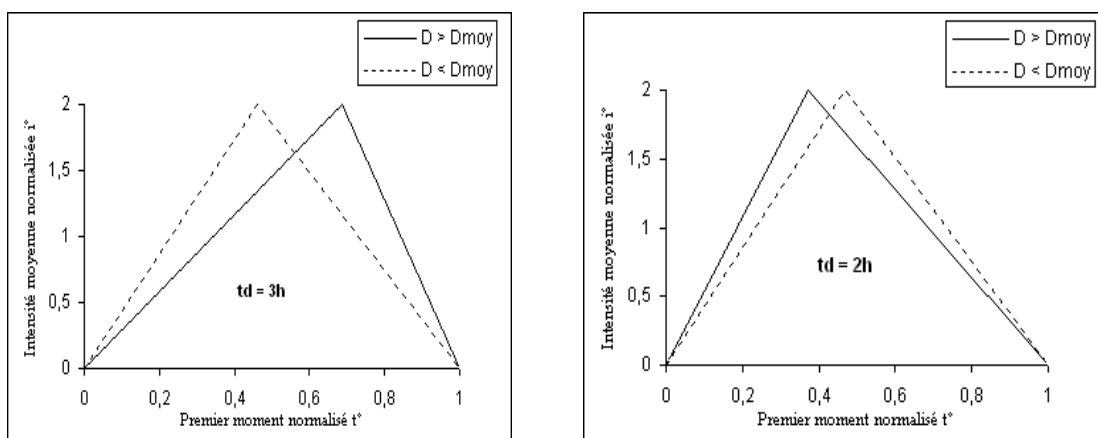 D > Dmoy
D < Dmoy
Intensité moyenne normalisée i°
2
1,5
1
0,5
0
td = 3h
0 0,2 0,4 0,6 0,8 1
Premier moment normalisé t°
D > Dmoy
D < Dmoy
Intensité moyenne normalisée i°
2
1,5
1
0,5
0
td = 2h
0 0,2 0,4 0,6 0,8 1
Premier moment normalisé t°